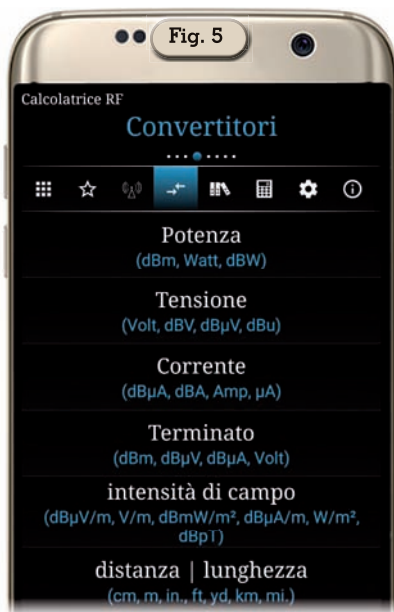 Fig. 5
Calcolatrice RF
Convertitori
Potenza
(dBm, Watt, dBW)
Tensione
(Volt, dBV, dBµV, dBu)
Corrente
(dBµA, dBA, Amp, µA)
Terminato
(dBm, dBµV, dBµA, Volt)
intensità di campo
(dBµV/m, V/m, dBmW/m², dBµA/m, W/m²,
dBpT)
distanza | lunghezza
(cm, m, in., ft, yd, km, mi.)